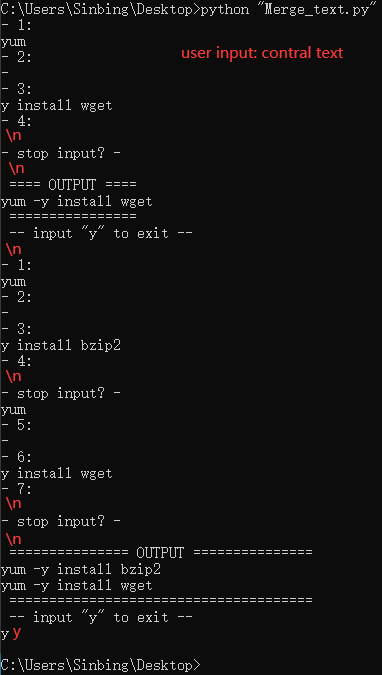 C:\Users\Sinbing\Desktop>python "Merge_text.py"
- 1:
yum
user input: contral text
- 2:
-
- 3:
y install wget
- 4:
\n
- stop input? -
\n
==== OUTPUT ====
yum -y install wget
================
-- input "y" to exit --
\n
- 1:
yum
- 2:
-
- 3:
y install bzip2
- 4:
\n
- stop input? -
yum
- 5:
-
- 6:
y install wget
- 7:
\n
- stop input? -
\n
=============== OUTPUT ===============
yum -y install bzip2
yum -y install wget
======================================
-- input "y" to exit --
y y
C:\Users\Sinbing\Desktop>